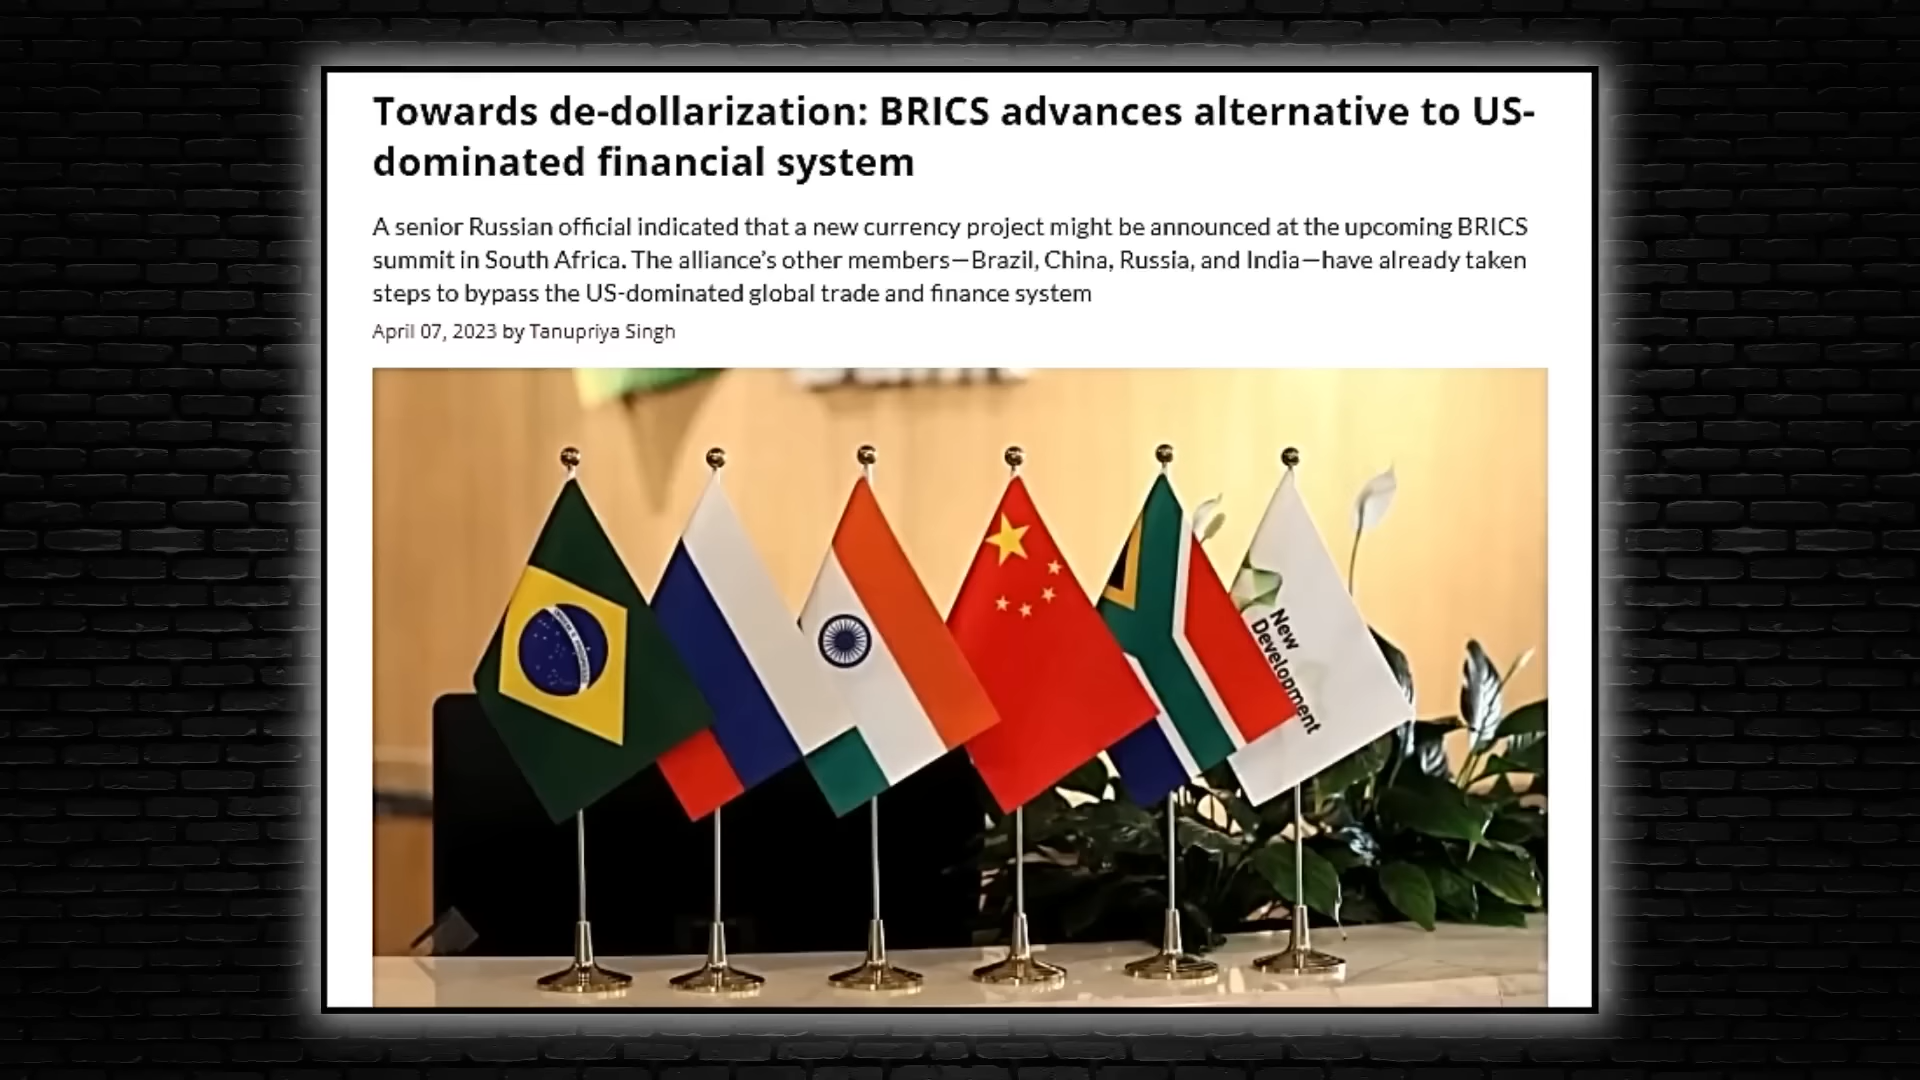 Towards de-dollarization: BRICS advances alternative to US-
dominated financial system
A senior Russian official indicated that a new currency project might be announced at the upcoming BRICS
summit in South Africa. The alliance’s other members—Brazil, China, Russia, and India—have already taken
steps to bypass the US-dominated global trade and finance system
April 07, 2023 by Tanupriya Singh
New
Development